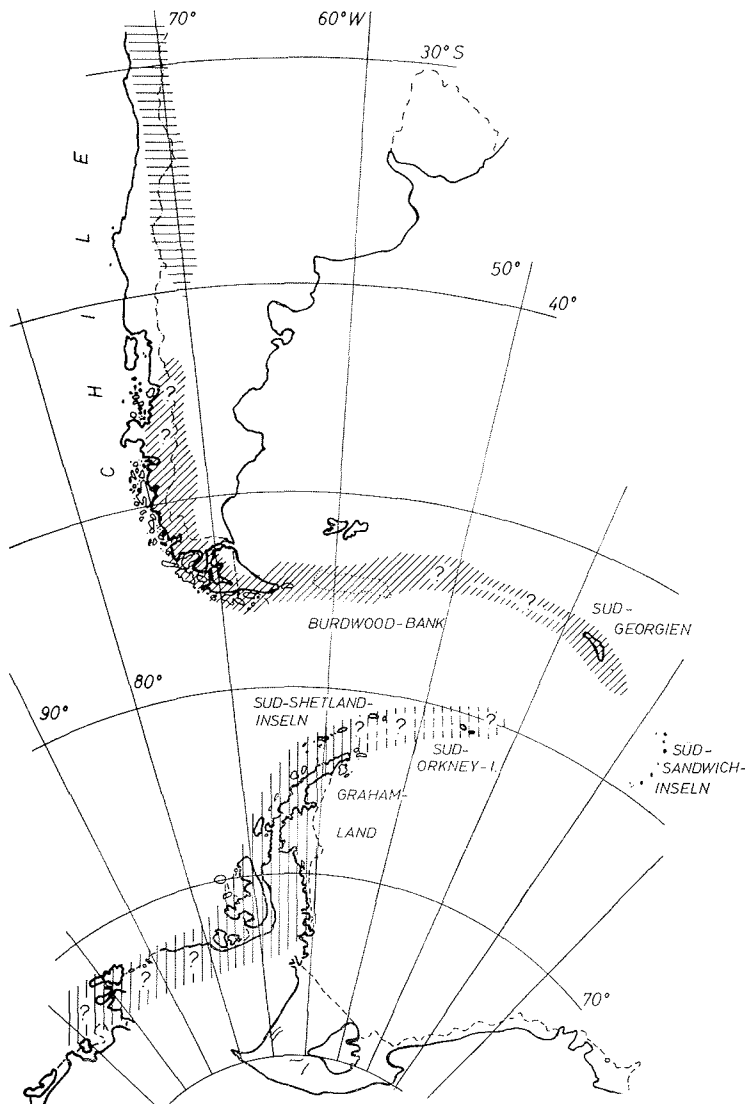 70°
60° W
30° S
E
L
I
H
C
50°
40°
?
?
?
?
BURDWOOD-BANK
SÜD-
GEORGIEN
80°
90°
SÜD-SHETLAND-
INSELN
?
?
?
SÜD-
ORKNEY-I.
SÜD-
SANDWICH-
INSELN
GRAHAM-
LAND
?
?
?
70°